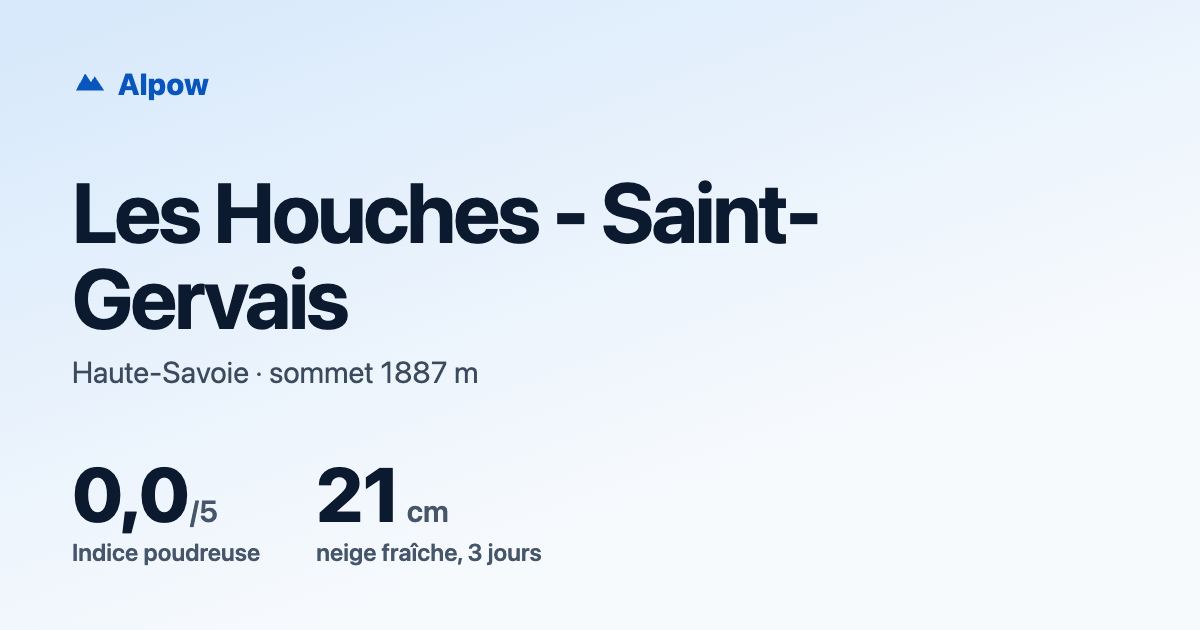 Alpow
Les Houches - Saint-
Gervais
Haute-Savoie · sommet 1887 m
0,0/5
21 cm
Indice poudreuse
neige fraîche, 3 jours